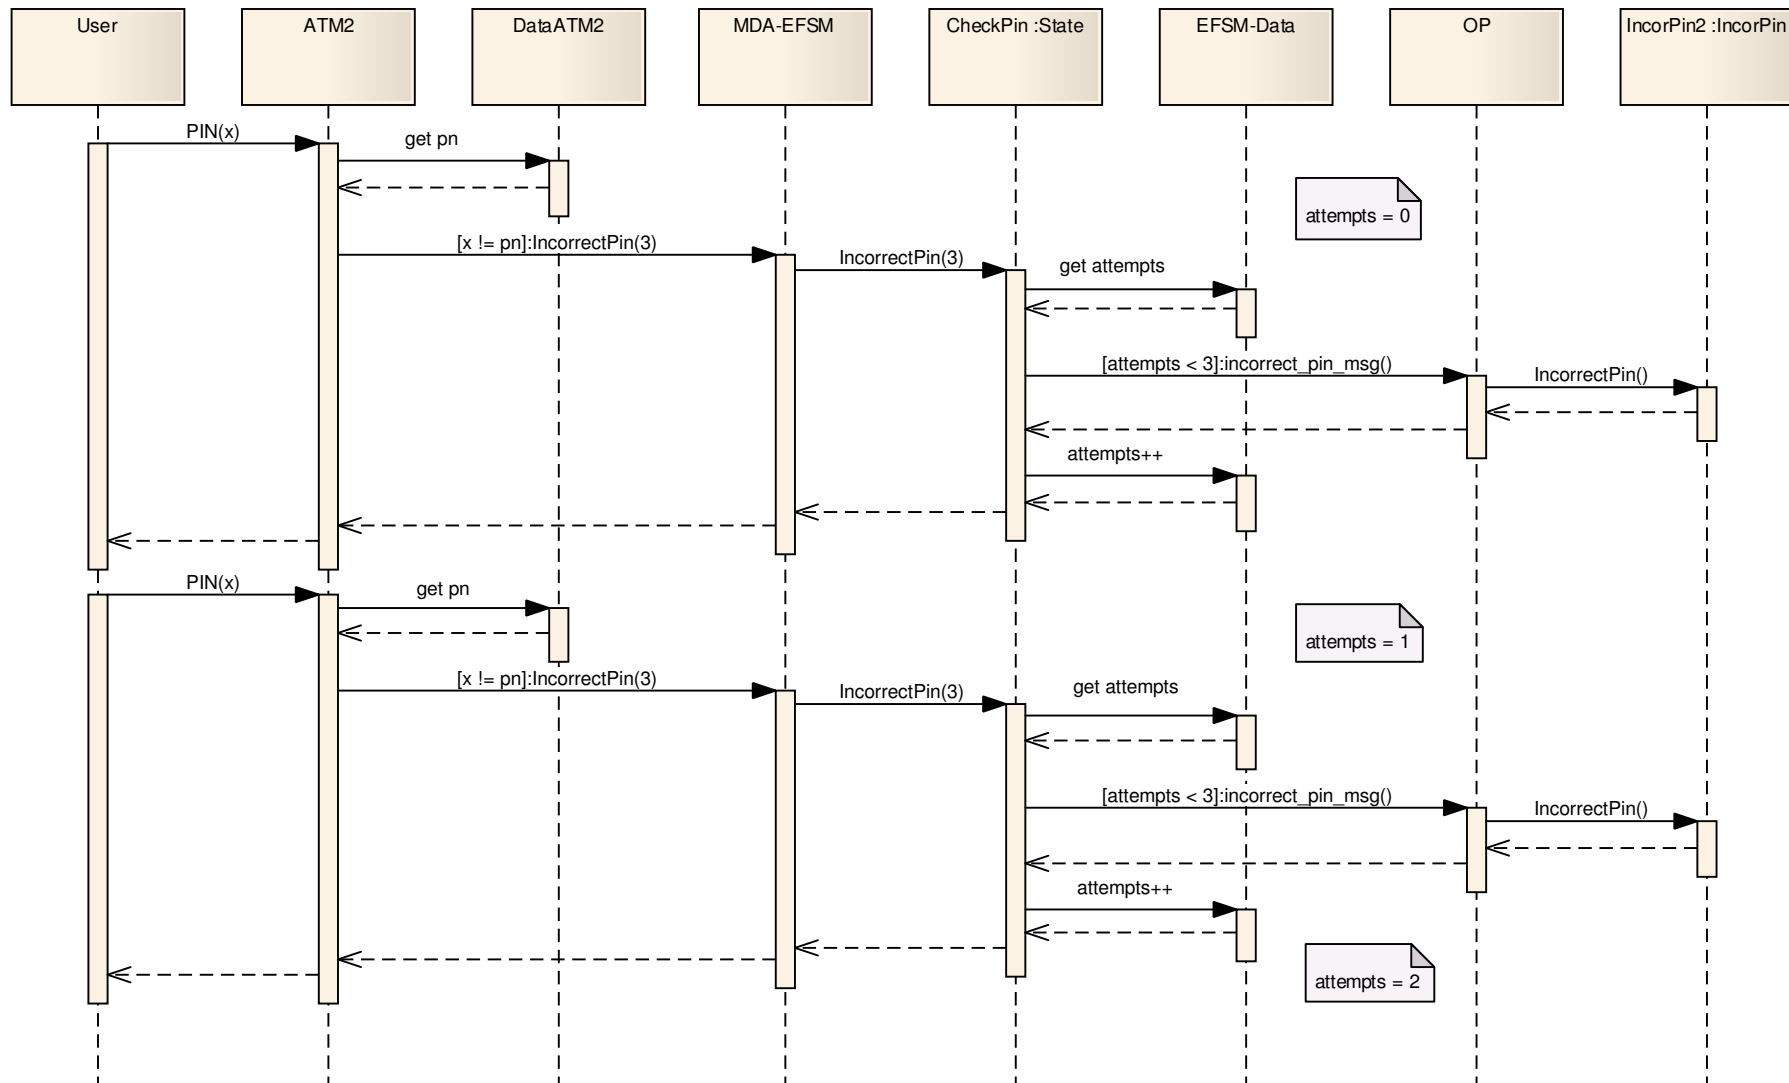 User
ATM2
DataATM2
MDA-EFSM
CheckPin :State
EFSM-Data
OP
IncorPin2 :IncorPin
PIN(x)
get pn
attempts = 0
[x != pn]:IncorrectPin(3)
IncorrectPin(3)
get attempts
[attempts < 3]:incorrect_pin_msg()
IncorrectPin()
attempts++
PIN(x)
get pn
attempts = 1
[x != pn]:IncorrectPin(3)
IncorrectPin(3)
get attempts
[attempts < 3]:incorrect_pin_msg()
IncorrectPin()
attempts++
attempts = 2